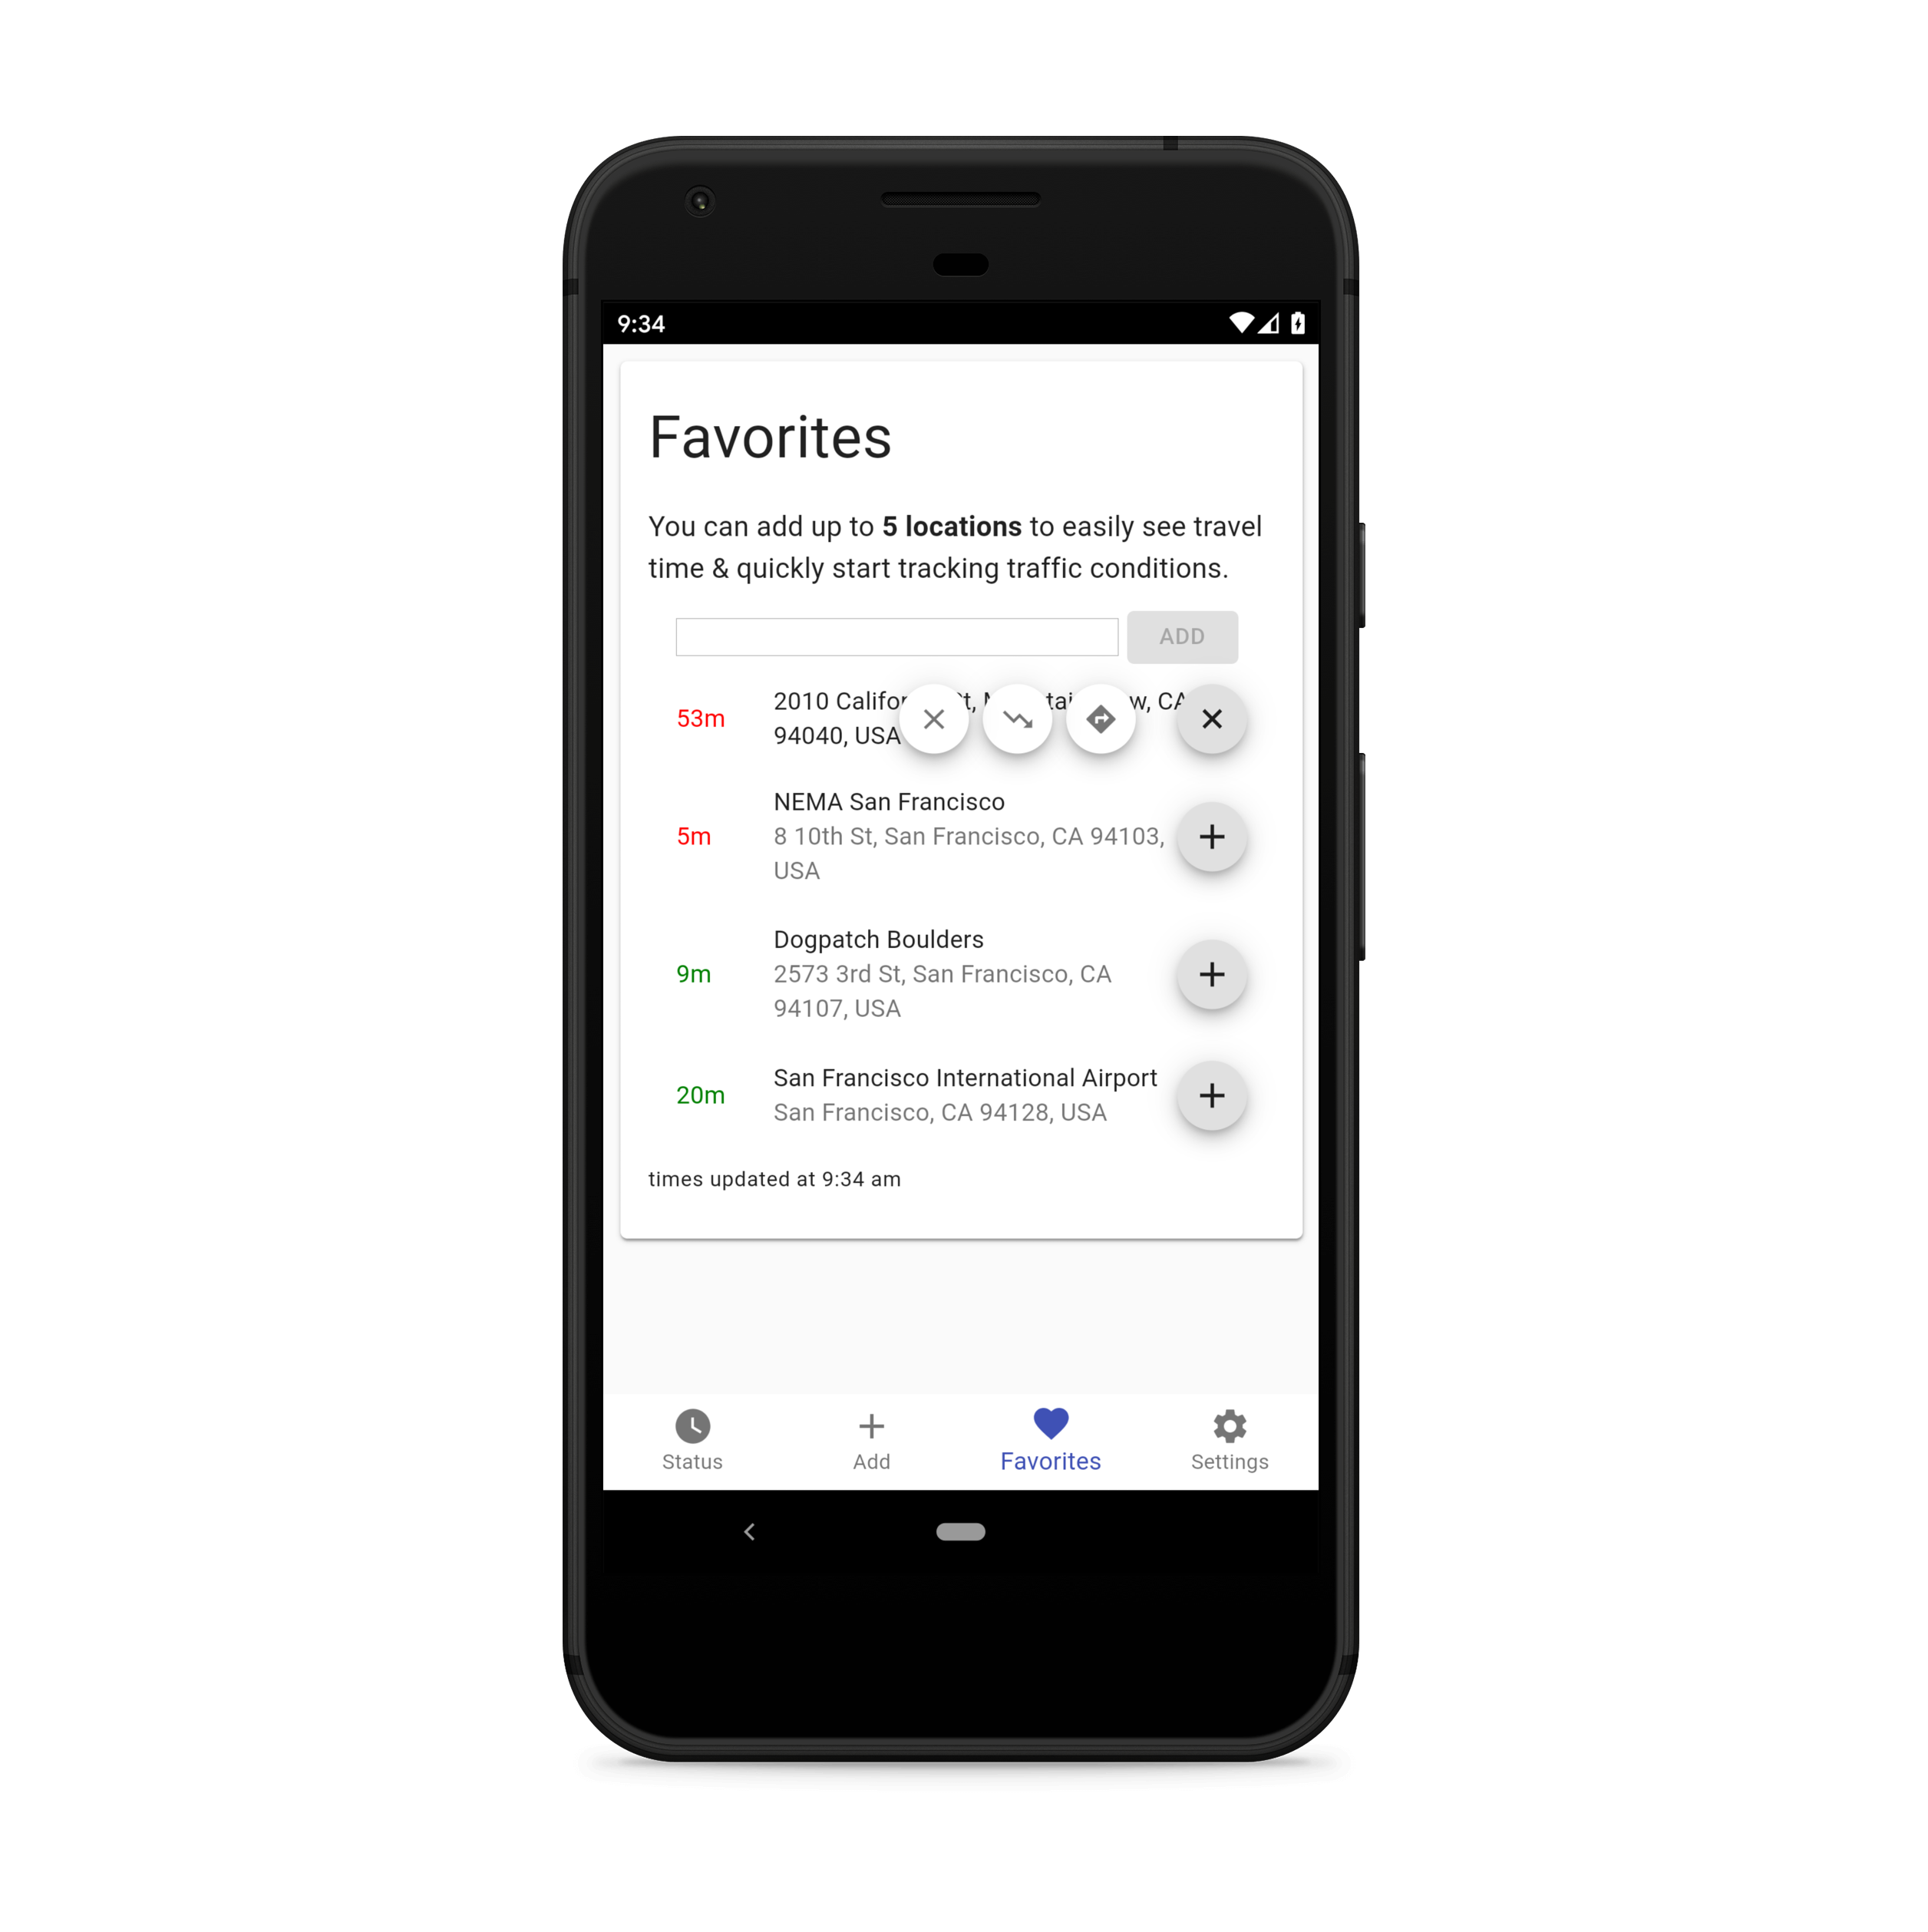 9:34
Favorites
You can add up to 5 locations to easily see travel
time & quickly start tracking traffic conditions.
ADD
53m
2010 Califor t, tai w, CA
94040, USA
5m
NEMA San Francisco
8 10th St, San Francisco, CA 94103,
USA
9m
Dogpatch Boulders
2573 3rd St, San Francisco, CA
94107, USA
20m
San Francisco International Airport
San Francisco, CA 94128, USA
times updated at 9:34 am
Status
Add
Favorites
Settings